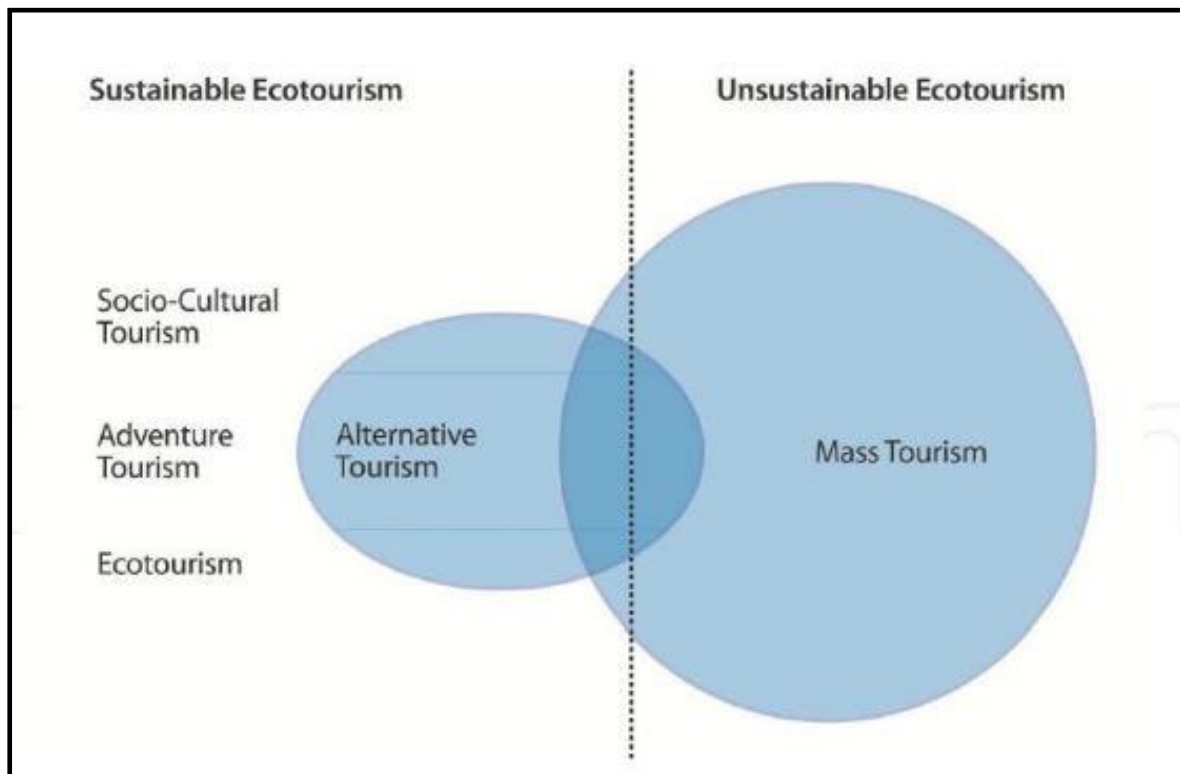 Sustainable Ecotourism
Unsustainable Ecotourism
Socio-Cultural
Tourism
Adventure
Tourism
Alternative
Tourism
Mass Tourism
Ecotourism